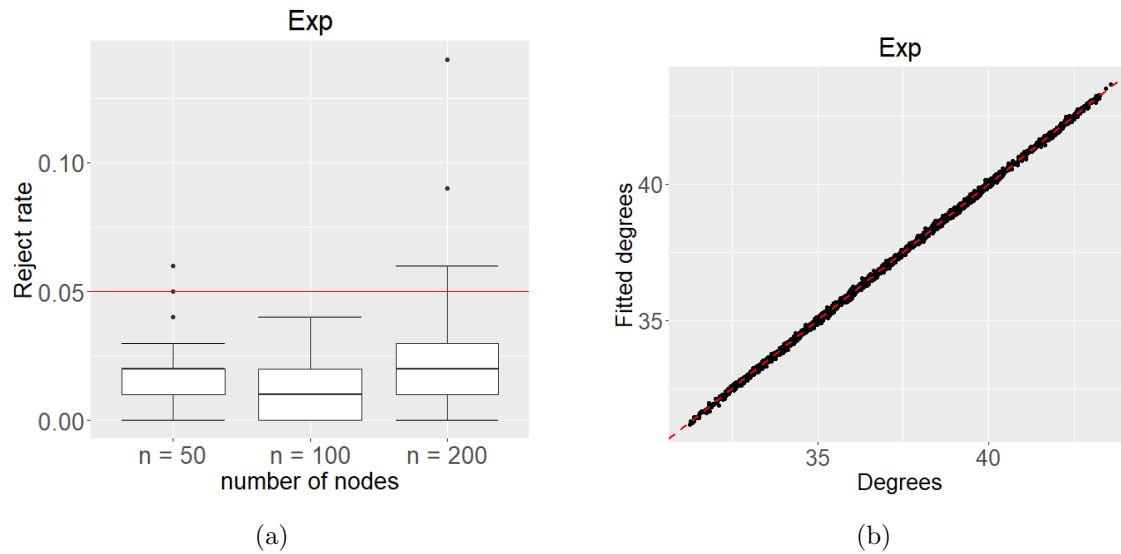 Exp
Reject rate
0.10
0.05
0.00
n = 50 n = 100 n = 200
number of nodes
(a)
Exp
Fitted degrees
40
35
35 40
Degrees
(b)